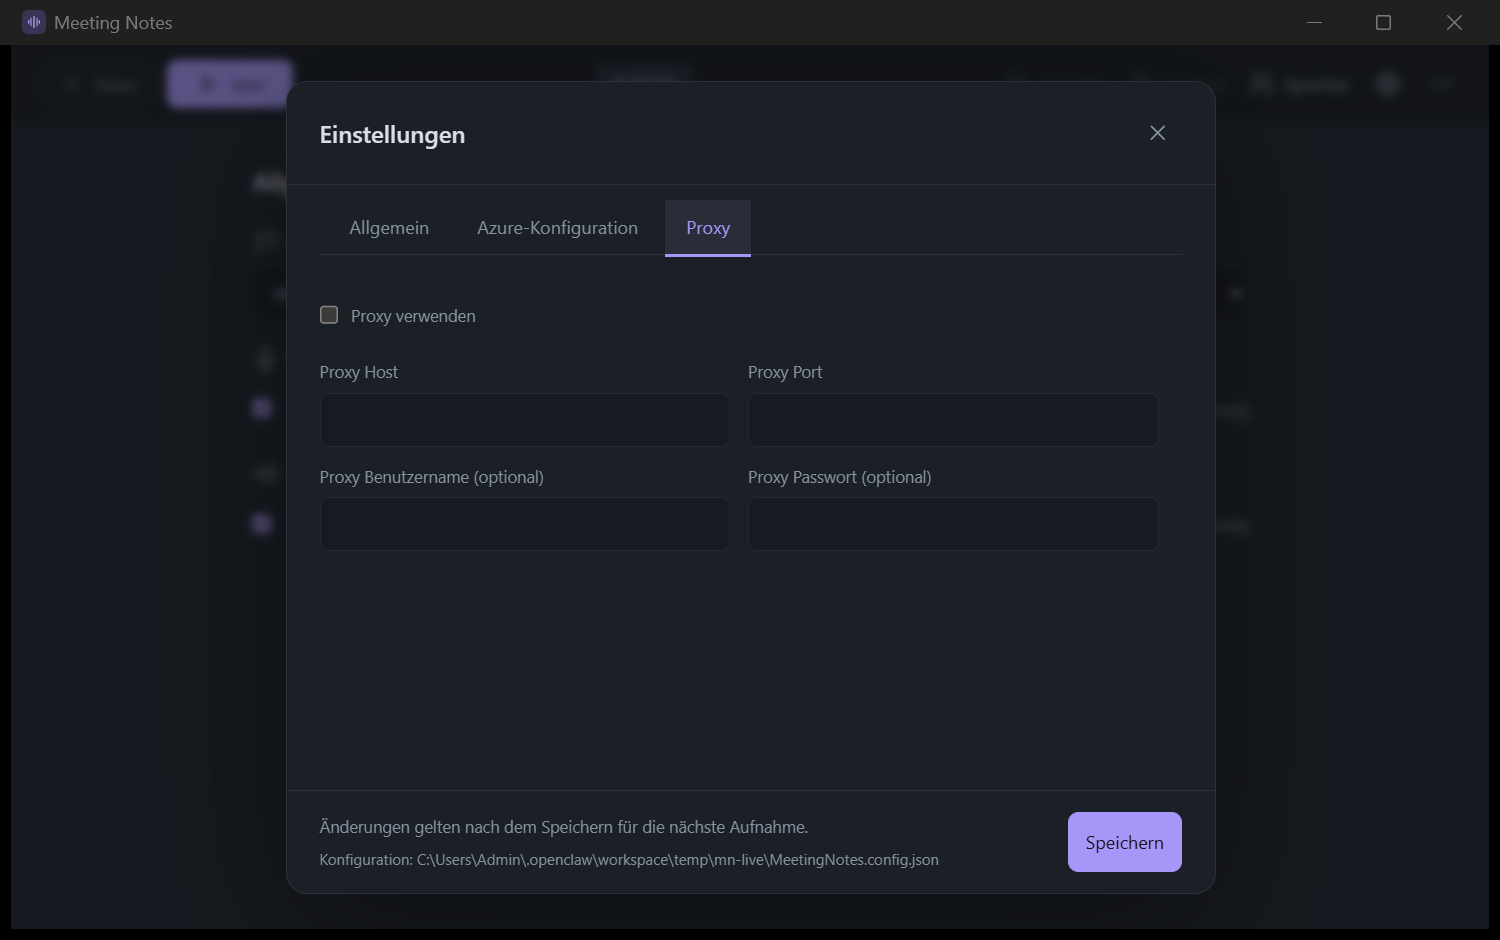 Meeting Notes
Einstellungen
Allgemein Azure-Konfiguration Proxy
Proxy verwenden
Proxy Host Proxy Port
Proxy Benutzername (optional) Proxy Passwort (optional)
Änderungen gelten nach dem Speichern für die nächste Aufnahme.
Konfiguration: C:\Users\Admin\.openclaw\workspace\temp\mn-live\MeetingNotes.config.json
Speichern